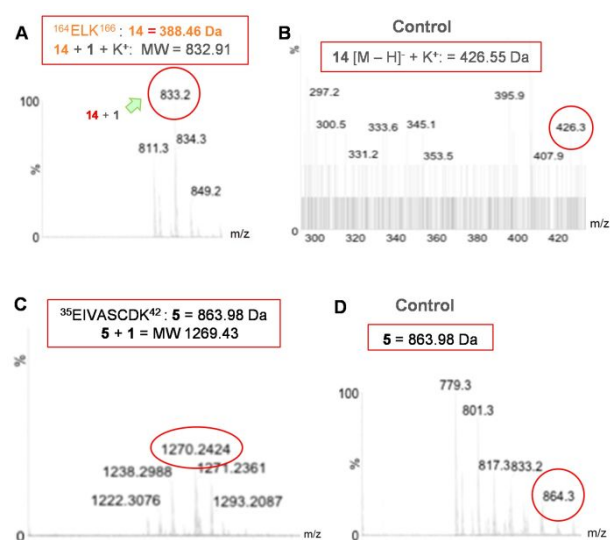 A
¹⁶⁴ELK¹⁶⁶ : 14 = 388.46 Da
14 + 1 + K⁺: MW = 832.91
100
833.2
14 + 1
811.3
834.3
849.2
%
0
m/z
B
Control
14 [M – H]⁻ + K⁺: = 426.55 Da
%
0
297.2
300.5
331.2
333.6
345.1
353.5
395.9
407.9
426.3
300
320
340
360
380
400
420
m/z
C
³⁵EIVASCDK⁴² : 5 = 863.98 Da
5 + 1 = MW 1269.43
%
1270.2424
1238.2988
1271.2361
1222.3076
1293.2087
0
m/z
D
Control
5 = 863.98 Da
100
779.3
801.3
817.3
833.2
864.3
%
0
m/z